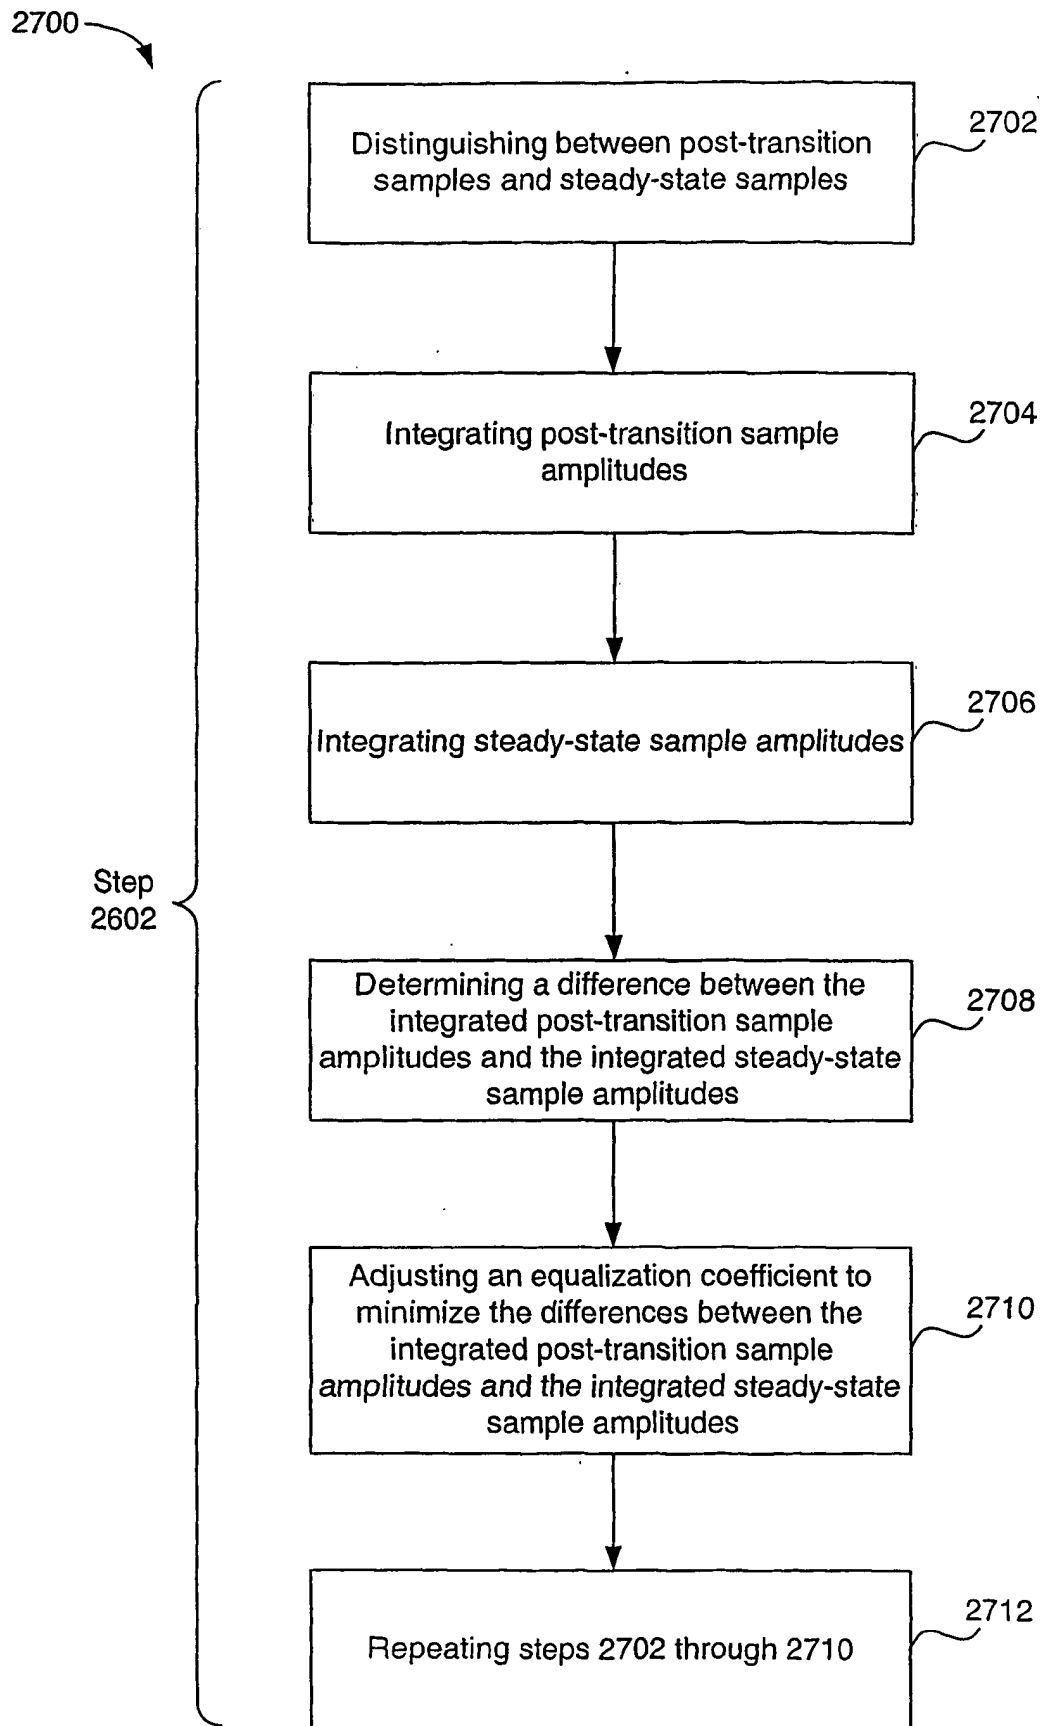 2700
Distinguishing between post-transition
samples and steady-state samples
2702
Integrating post-transition sample
amplitudes
2704
Integrating steady-state sample amplitudes
2706
Step
2602
Determining a difference between the
integrated post-transition sample
amplitudes and the integrated steady-state
sample amplitudes
2708
Adjusting an equalization coefficient to
minimize the differences between the
integrated post-transition sample
amplitudes and the integrated steady-state
sample amplitudes
2710
Repeating steps 2702 through 2710
2712